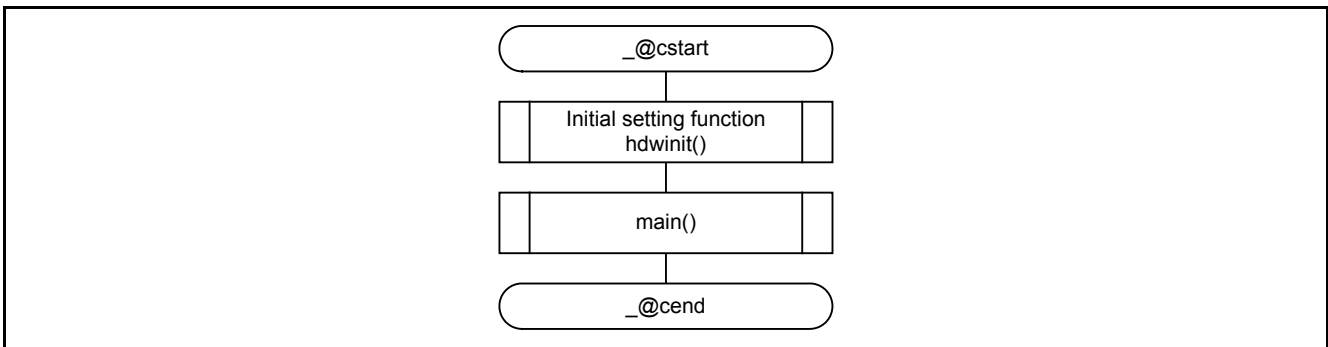 _@cstart
Initial setting function
hdwinit()
main()
_@cend